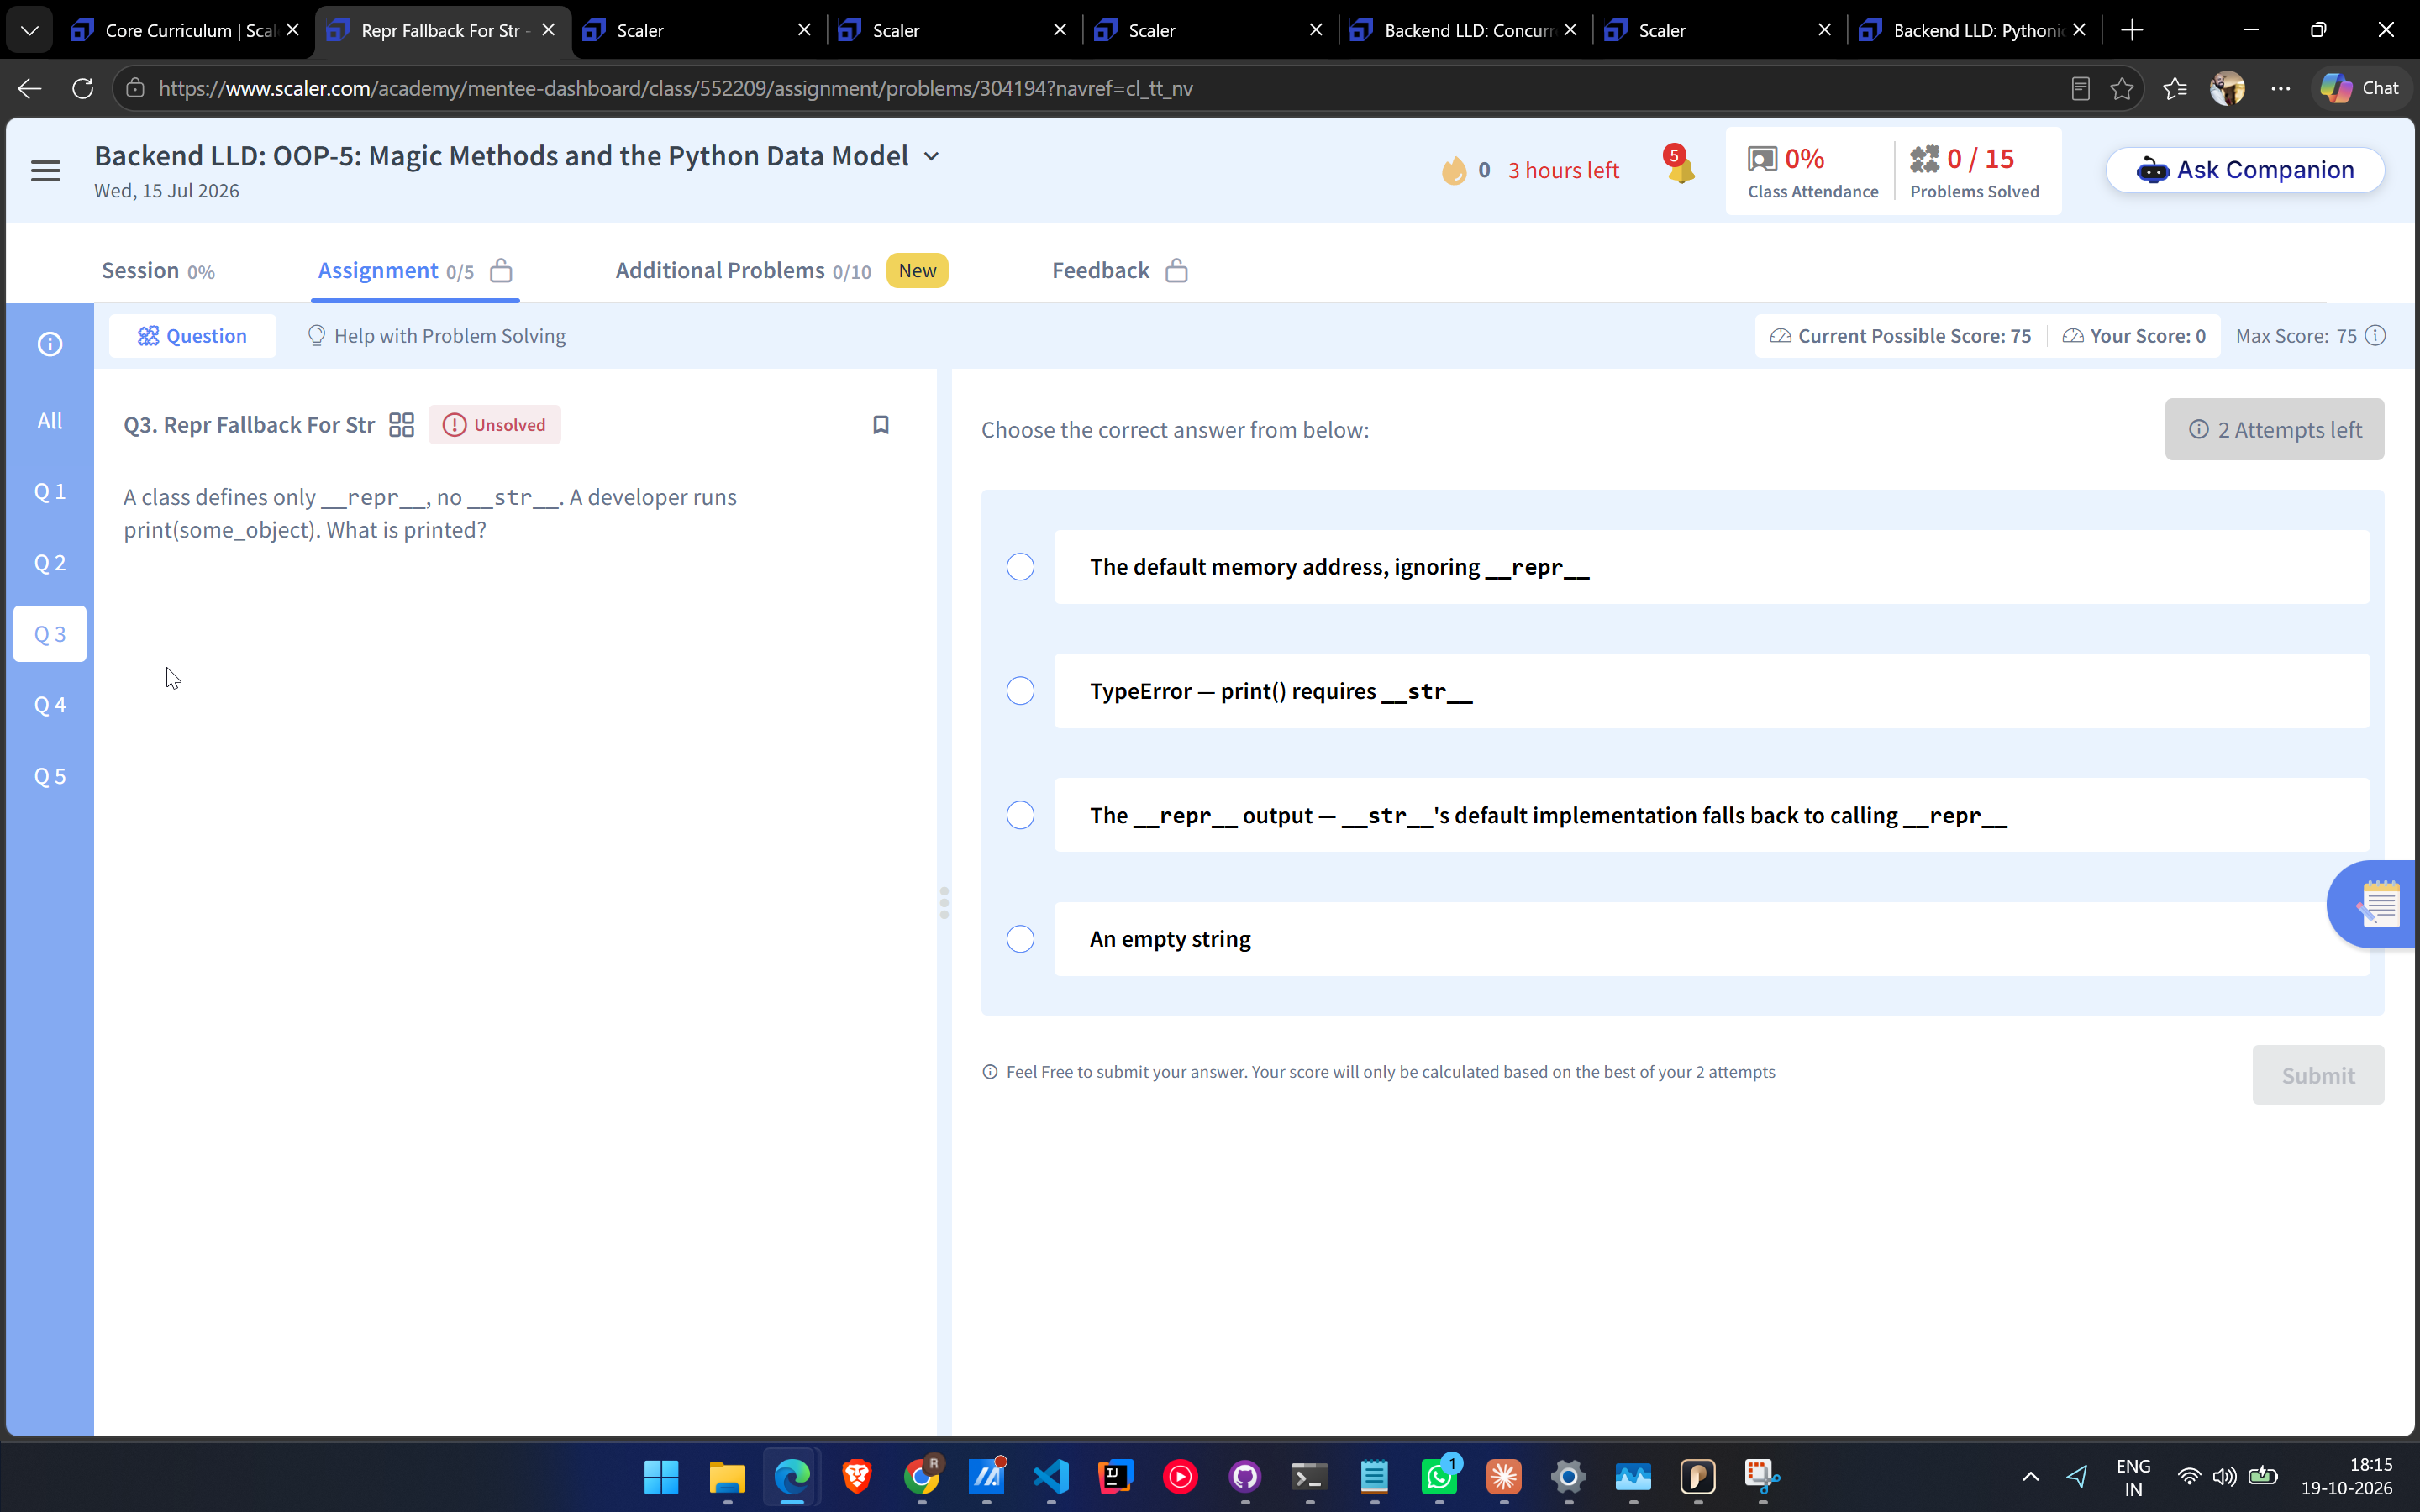 Core Curriculum | Scal
Repr Fallback For Str -
Scaler
Scaler
Scaler
Backend LLD: Concurr
Scaler
Backend LLD: Pythonic
https://www.scaler.com/academy/mentee-dashboard/class/552209/assignment/problems/304194?navref=cl_tt_nv
Chat
Backend LLD: OOP-5: Magic Methods and the Python Data Model
Wed, 15 Jul 2026
0 3 hours left
5
0%
Class Attendance
0 / 15
Problems Solved
Ask Companion
Session 0%
Assignment 0/5
Additional Problems 0/10 New
Feedback
Question
Help with Problem Solving
Current Possible Score: 75
Your Score: 0
Max Score: 75
All
Q 1
Q 2
Q 3
Q 4
Q 5
Q3. Repr Fallback For Str
Unsolved
A class defines only __repr__, no __str__. A developer runs
print(some_object). What is printed?
Choose the correct answer from below:
2 Attempts left
The default memory address, ignoring __repr__
TypeError — print() requires __str__
The __repr__ output — __str__'s default implementation falls back to calling __repr__
An empty string
Feel Free to submit your answer. Your score will only be calculated based on the best of your 2 attempts
Submit
R
IJ
1
ENG
IN
18:15
19-10-2026